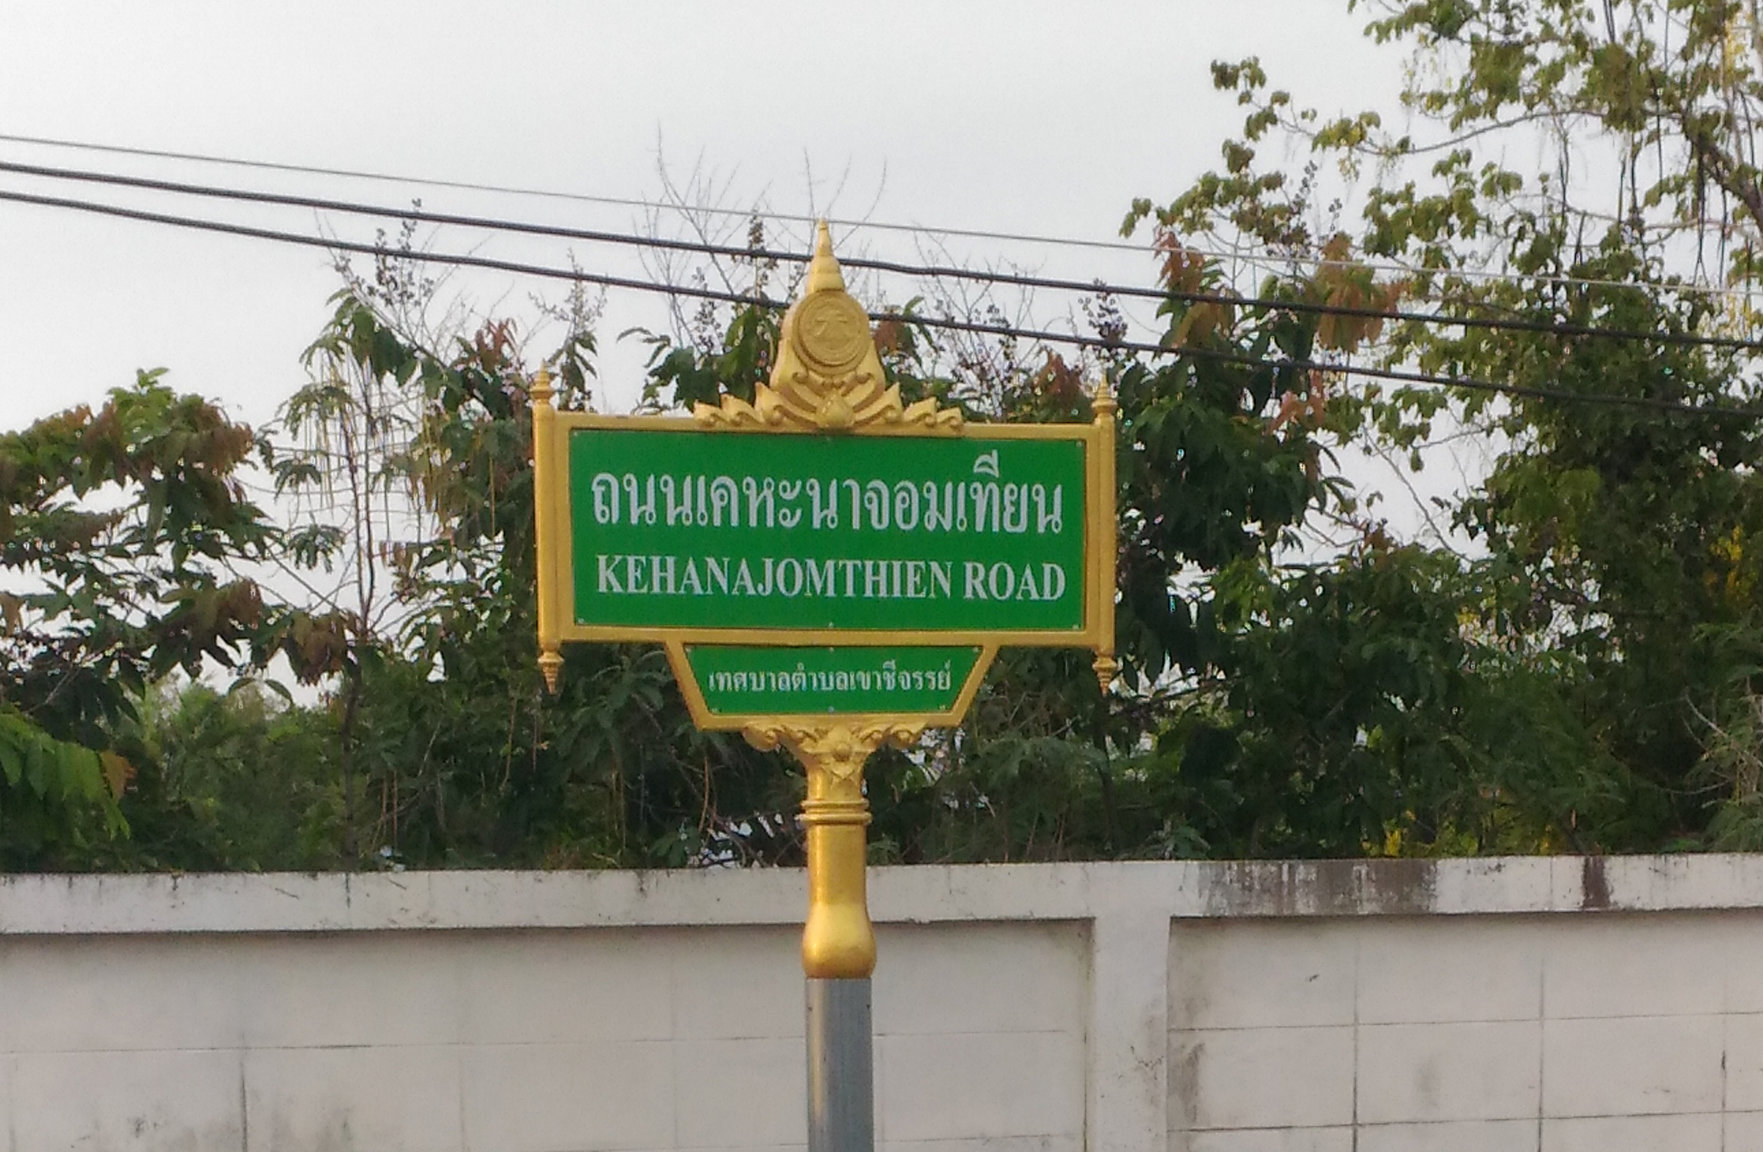 ถนนเคหะนาจอมเทียน
KEHANAJOMTHIEN ROAD
เทศบาลตำบลเขาชีจรรย์